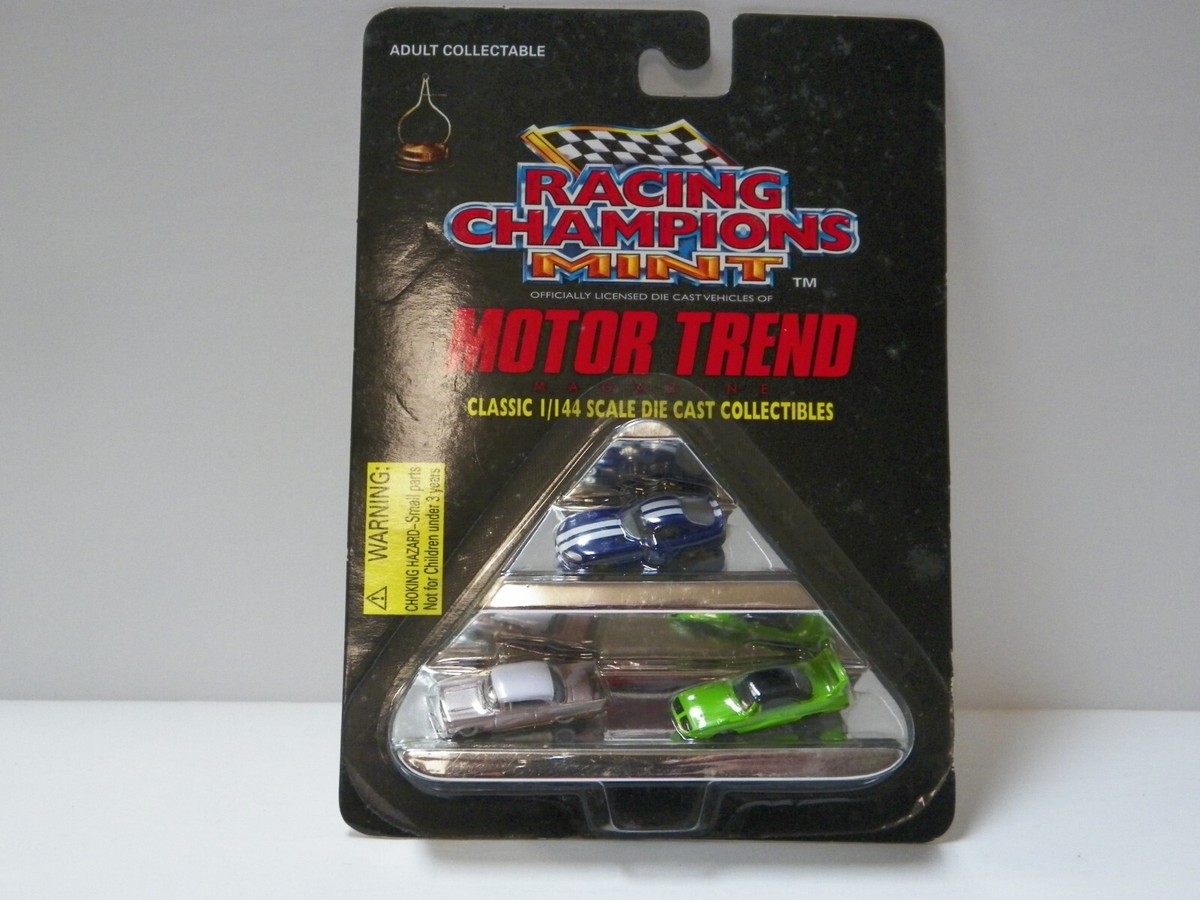 ADULT COLLECTABLE
RACING
CHAMPIONS
MINT TM
OFFICIALLY LICENSED DIE CAST VEHICLES OF
MOTOR TREND
MAGAZINE
CLASSIC 1/144 SCALE DIE CAST COLLECTIBLES
WARNING:
CHOKING HAZARD–Small parts
Not for Children under 3 years